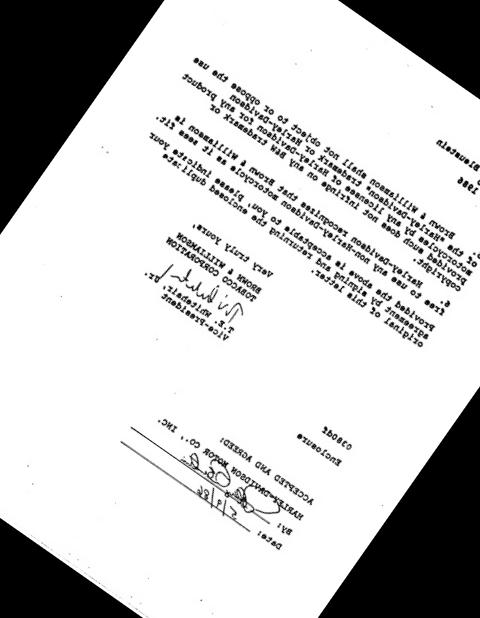 bleustein
1986
5.
Brown & Williamson shall not object to or oppose the use
of the "Harley-Davidson" trademark or Harley-Davidson
motorcycle by any licensee of Harley-Davidson for any product
provided such does not infringe on any B&W trademark or
copyright.
6.
Harley-Davidson recognizes that Brown & Williamson is
free to use any non-Harley-Davidson motorcycle as it sees fit.
Provided the above is acceptable to you, please indicate your
agreement by signing and returning the enclosed duplicate
original of this letter.
Very truly yours,
BROWN & WILLIAMSON
TOBACCO CORPORATION
T. E. Whitehair, Jr.
Vice-President
0380df
Enclosure
ACCEPTED AND AGREED:
HARLEY-DAVIDSON MOTOR CO., INC.
By:
Date: 5/9/86